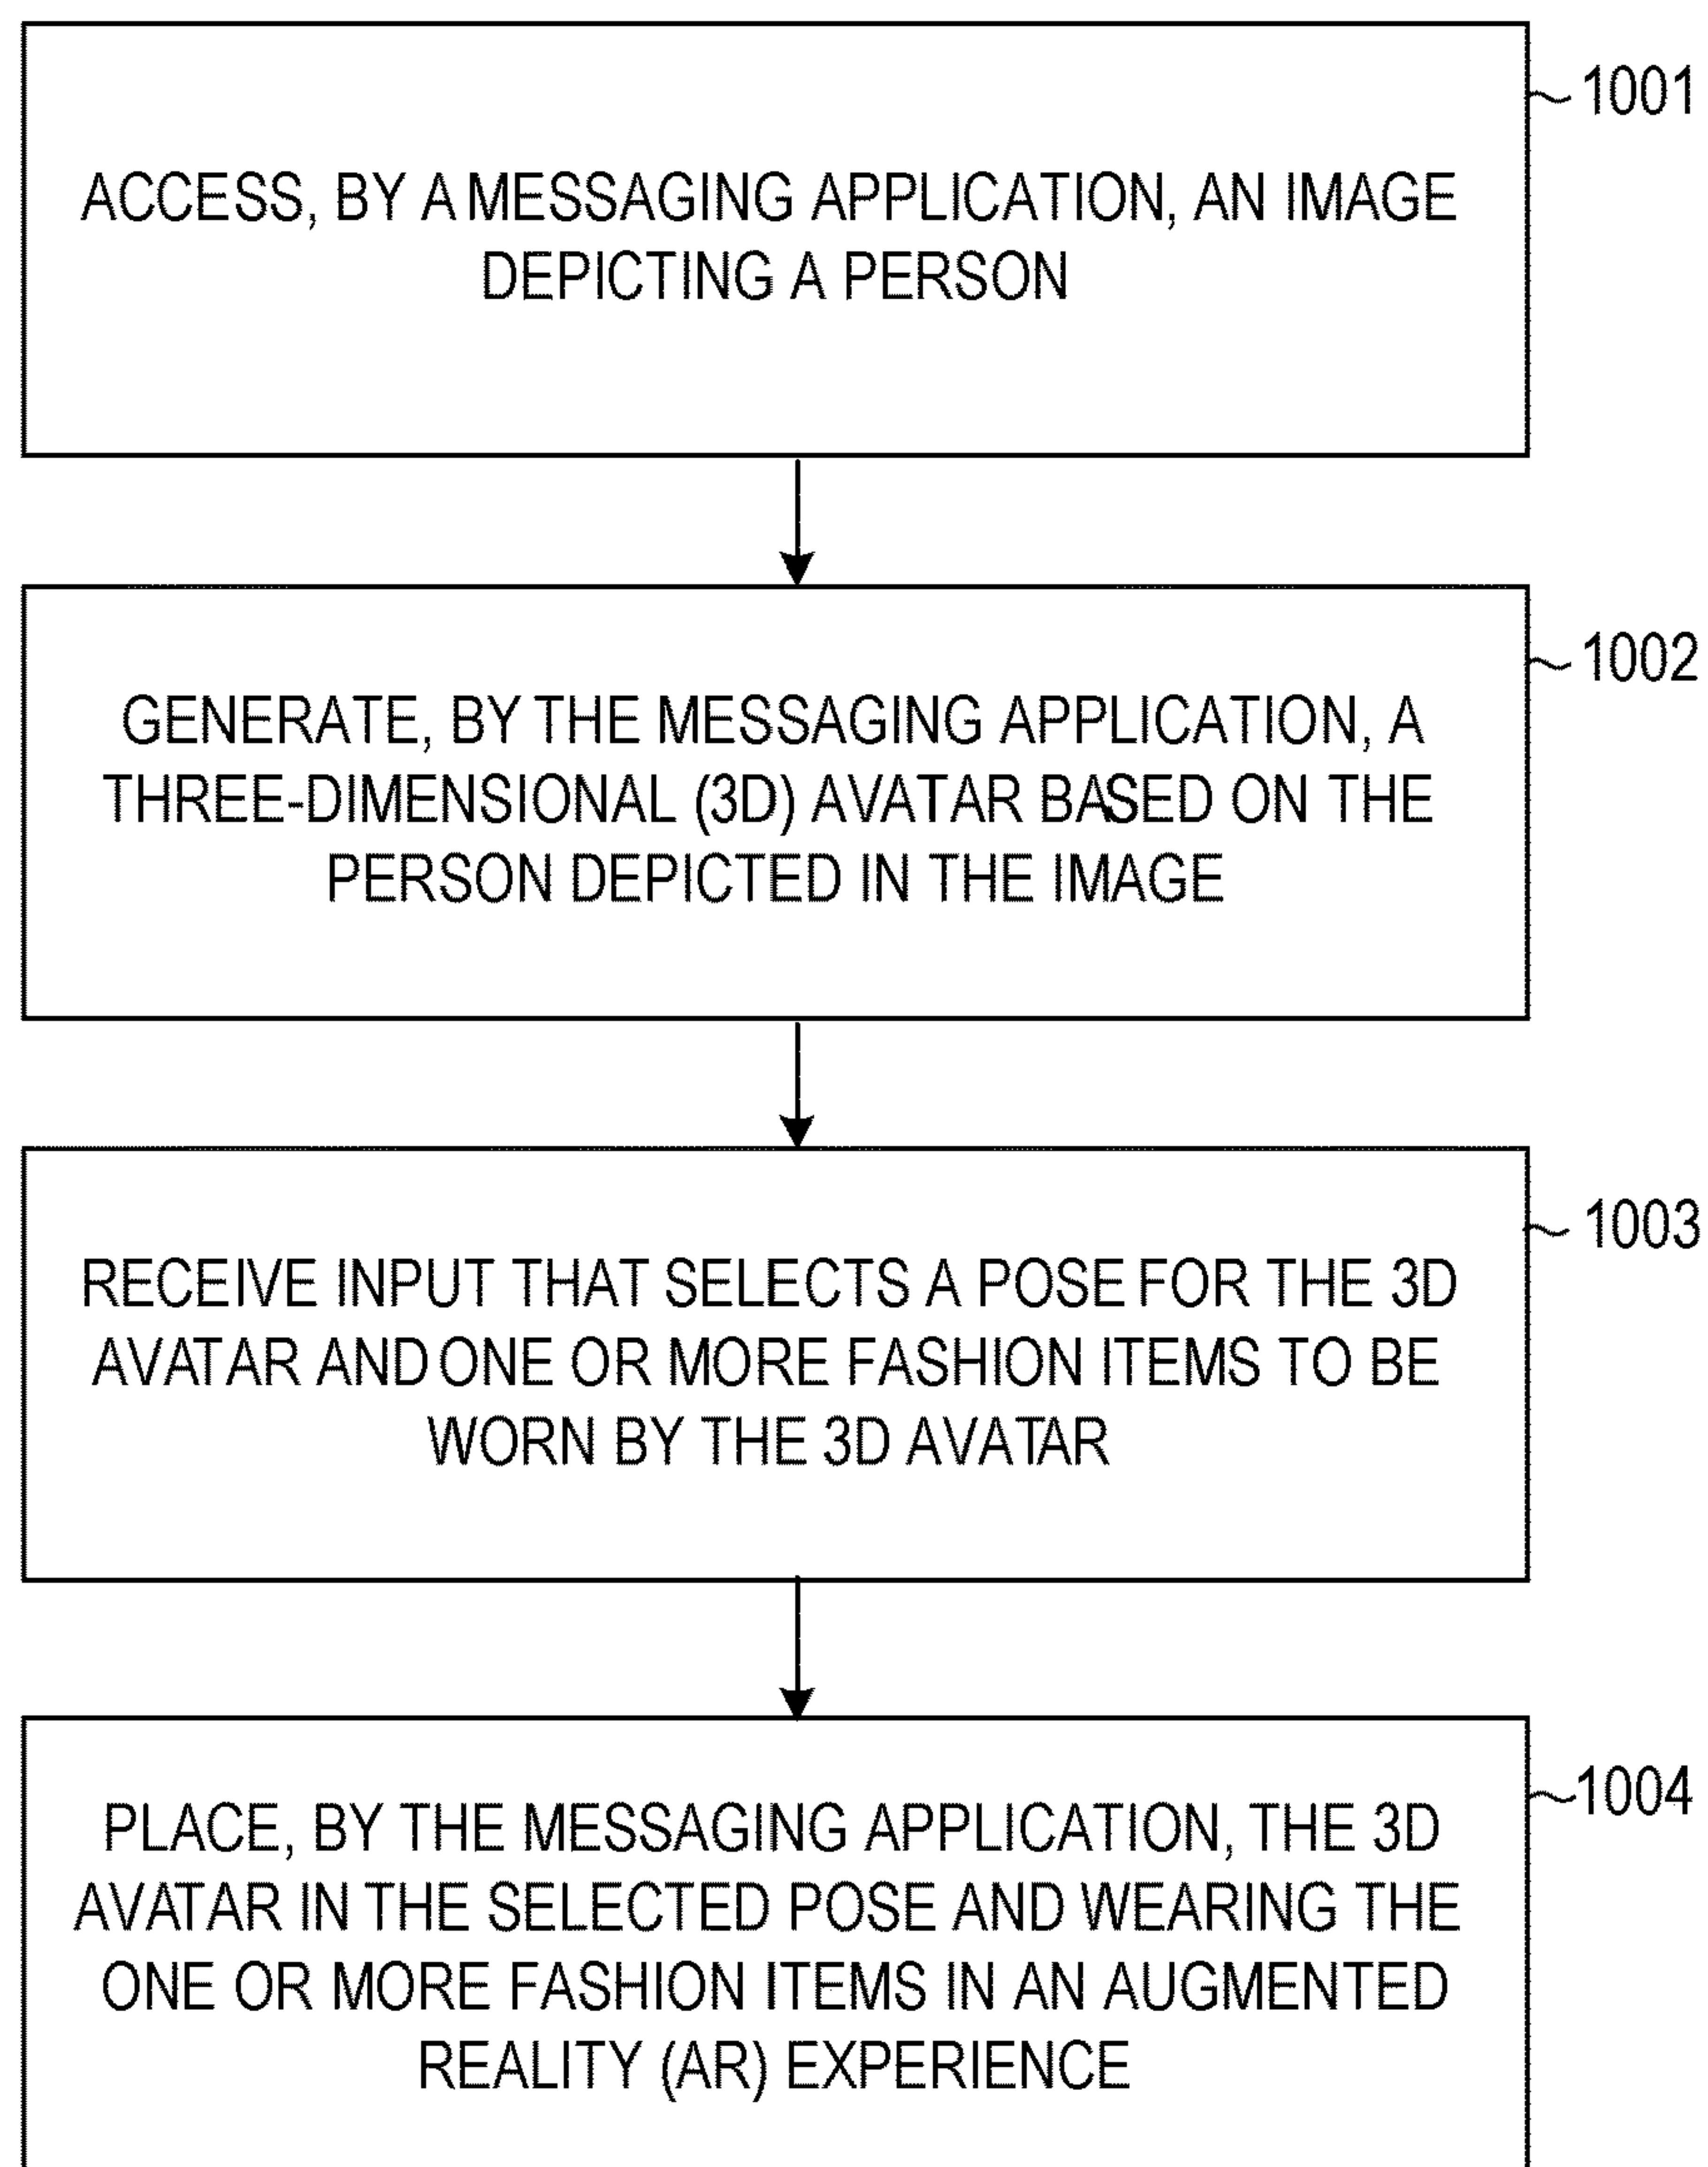 1001
ACCESS, BY A MESSAGING APPLICATION, AN IMAGE
DEPICTING A PERSON
1002
GENERATE, BY THE MESSAGING APPLICATION, A
THREE-DIMENSIONAL (3D) AVATAR BASED ON THE
PERSON DEPICTED IN THE IMAGE
1003
RECEIVE INPUT THAT SELECTS A POSE FOR THE 3D
AVATAR AND ONE OR MORE FASHION ITEMS TO BE
WORN BY THE 3D AVATAR
1004
PLACE, BY THE MESSAGING APPLICATION, THE 3D
AVATAR IN THE SELECTED POSE AND WEARING THE
ONE OR MORE FASHION ITEMS IN AN AUGMENTED
REALITY (AR) EXPERIENCE